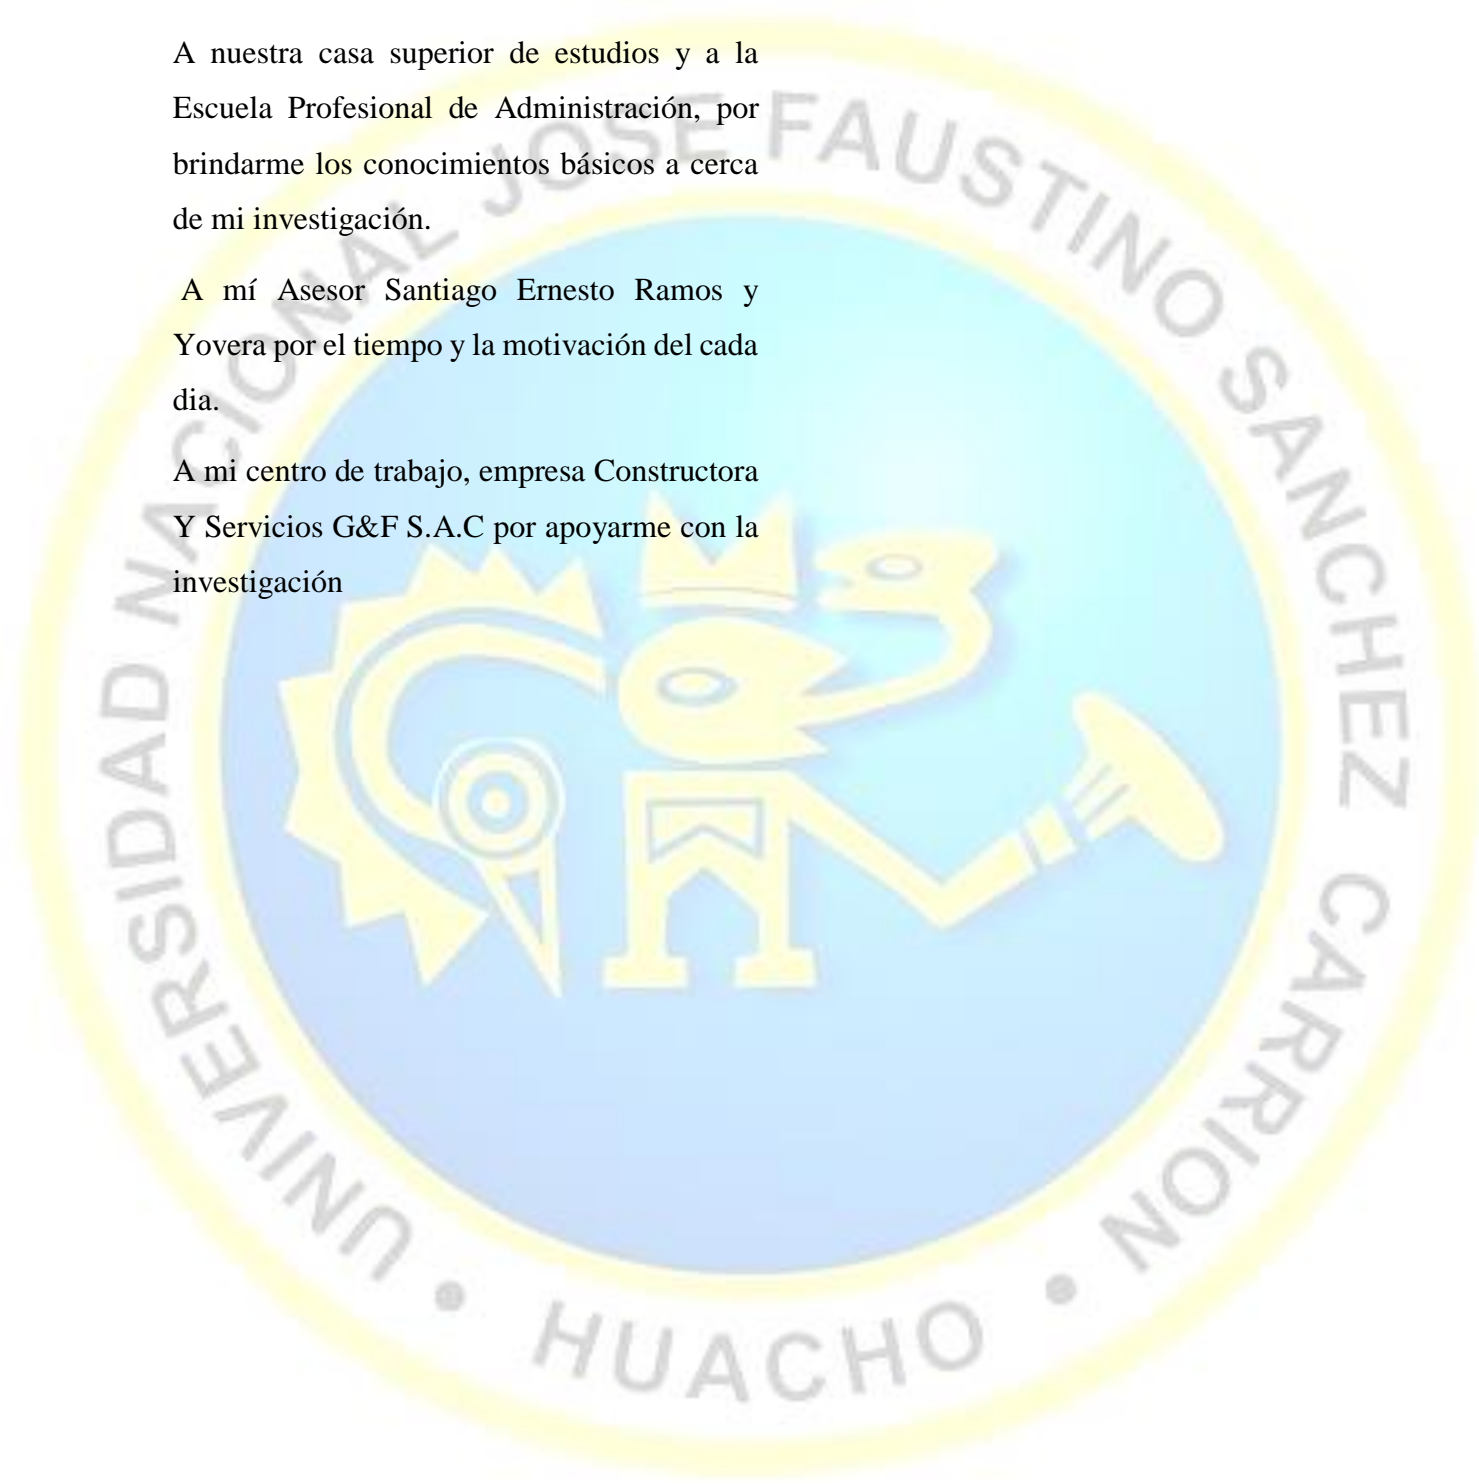 A nuestra casa superior de estudios y a la
Escuela Profesional de Administración, por
brindarme los conocimientos básicos a cerca
de mi investigación.
A mí Asesor Santiago Ernesto Ramos y
Yovera por el tiempo y la motivación del cada
dia.
A mi centro de trabajo, empresa Constructora
Y Servicios G&F S.A.C por apoyarme con la
investigación
UNIVERSIDAD NACIONAL JOSE FAUSTINO SANCHEZ CARRION
• HUACHO •